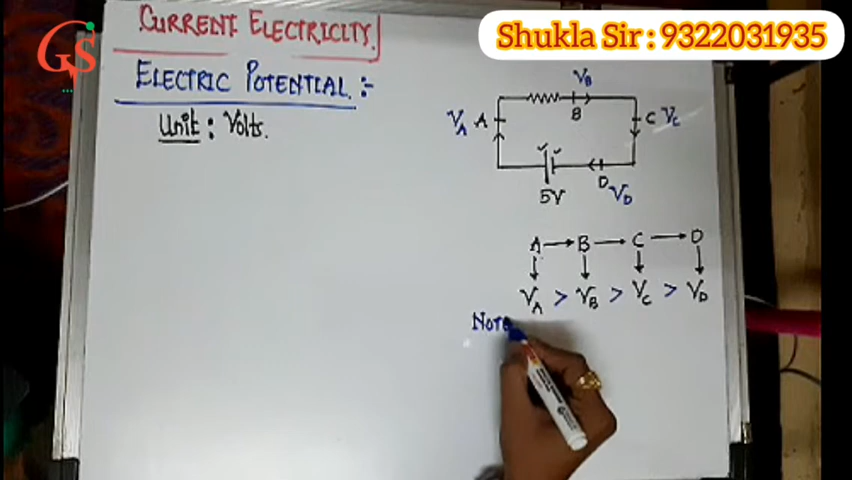 Shukla Sir : 9322031935
GS
CURRENT ELECTRICITY
ELECTRIC POTENTIAL :-
Unit : Volts.
VB
B
VA A
C VC
D VD
5V
A → B → C → D
↓ ↓ ↓ ↓
VA > VB > VC > VD
Note